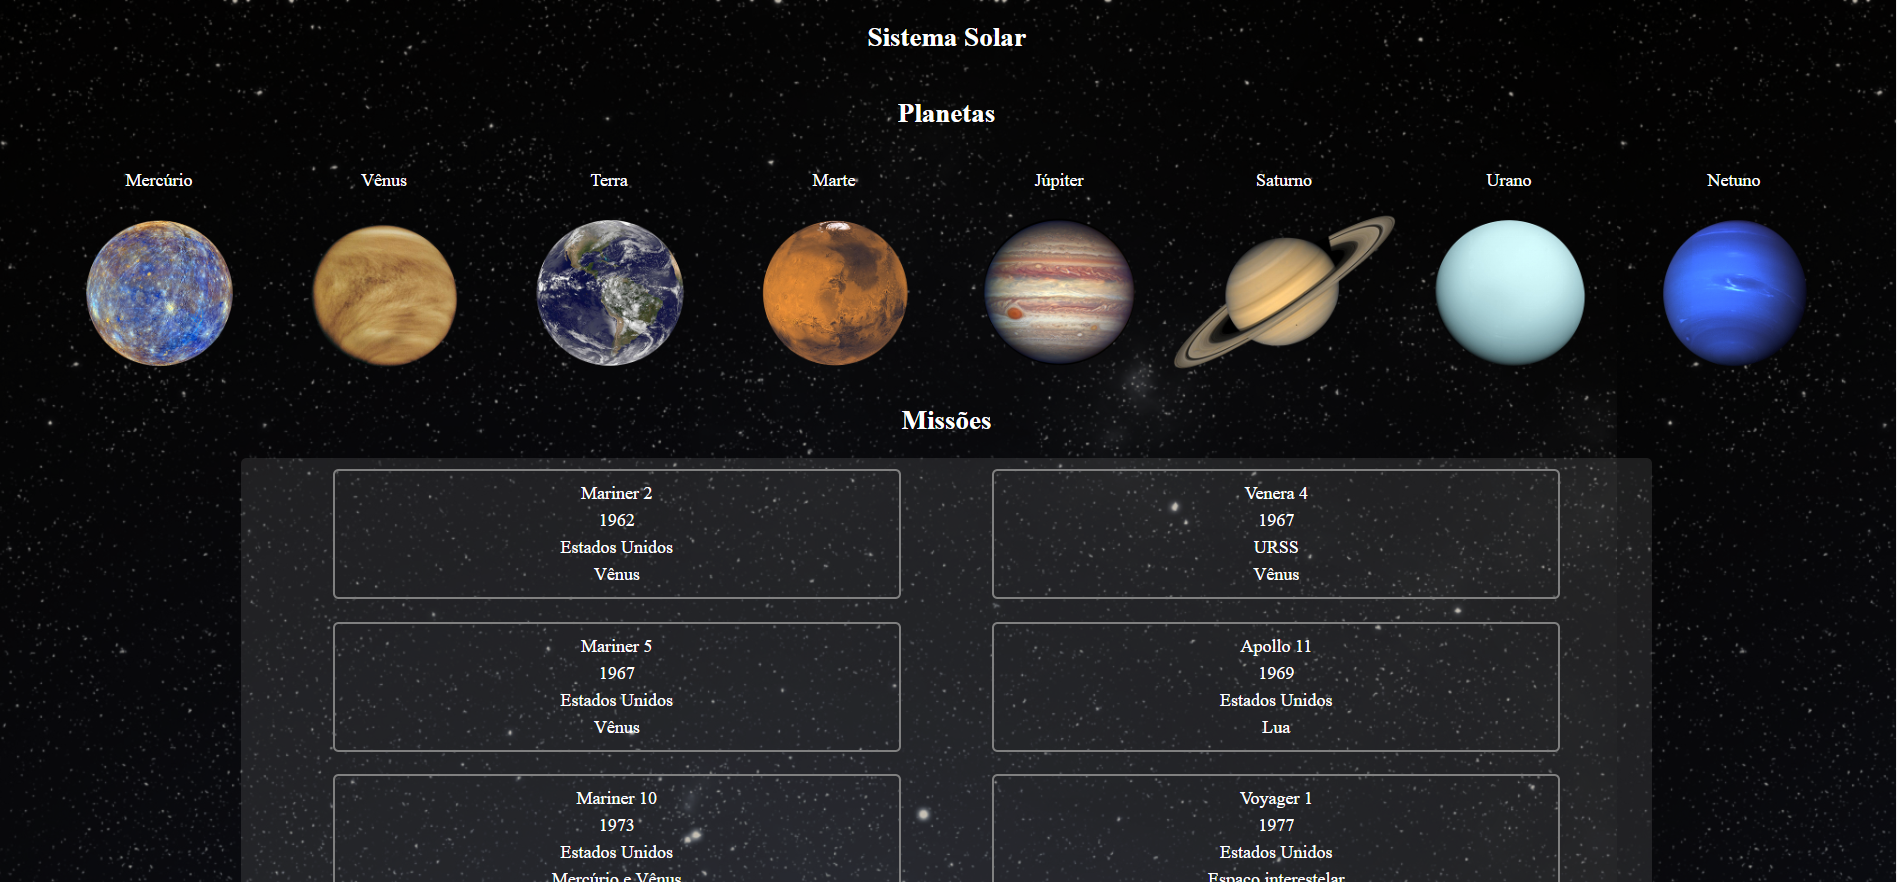 Sistema Solar
Planetas
Mercúrio
Vênus
Terra
Marte
Júpiter
Saturno
Urano
Netuno
Missões
Mariner 2
1962
Estados Unidos
Vênus
Venera 4
1967
URSS
Vênus
Mariner 5
1967
Estados Unidos
Vênus
Apollo 11
1969
Estados Unidos
Lua
Mariner 10
1973
Estados Unidos
Mercúrio e Vênus
Voyager 1
1977
Estados Unidos
Espaço interestelar